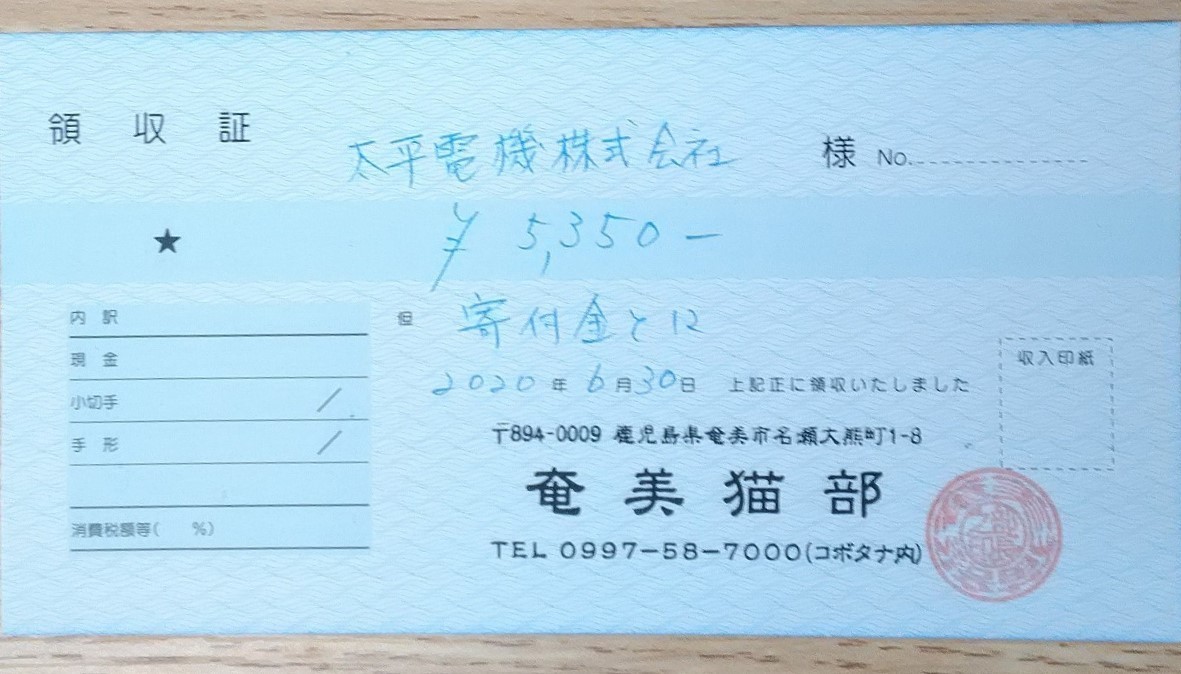 領収証
太平電機株式会社 様 No.
★ ¥5,350-
但 寄付金とに
2020年6月30日 上記正に領収いたしました
収入印紙
内訳
現金
小切手 /
手形 /
消費税額等( %)
〒894-0009 鹿児島県奄美市名瀬大熊町1-8
奄美猫部
TEL 0997-58-7000(コボタナ内)